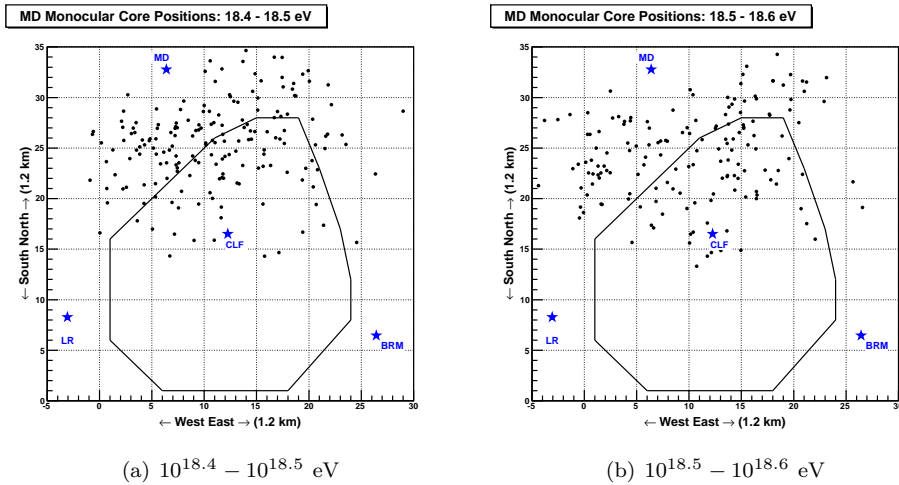 MD Monocular Core Positions: 18.4 - 18.5 eV
← South North → (1.2 km)
35
30
25
20
15
10
5
0
MD
CLF
LR
BRM
-5 0 5 10 15 20 25 30
← West East → (1.2 km)
(a) 10^18.4 − 10^18.5 eV
MD Monocular Core Positions: 18.5 - 18.6 eV
← South North → (1.2 km)
35
30
25
20
15
10
5
0
MD
CLF
LR
BRM
-5 0 5 10 15 20 25 30
← West East → (1.2 km)
(b) 10^18.5 − 10^18.6 eV